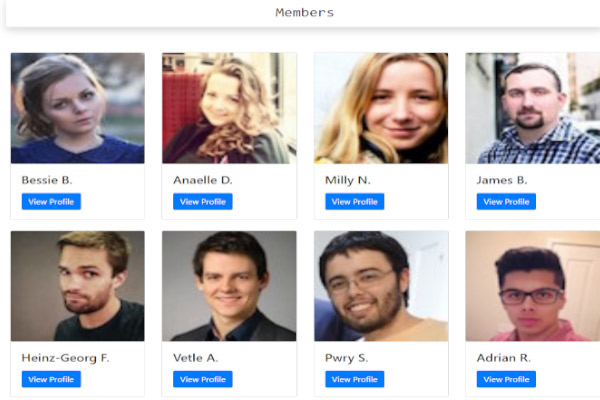 Members
Bessie B.
Anaelle D.
Milly N.
James B.
View Profile
View Profile
View Profile
View Profile
Heinz-Georg F.
Vetle A.
Pwry S.
Adrian R.
View Profile
View Profile
View Profile
View Profile